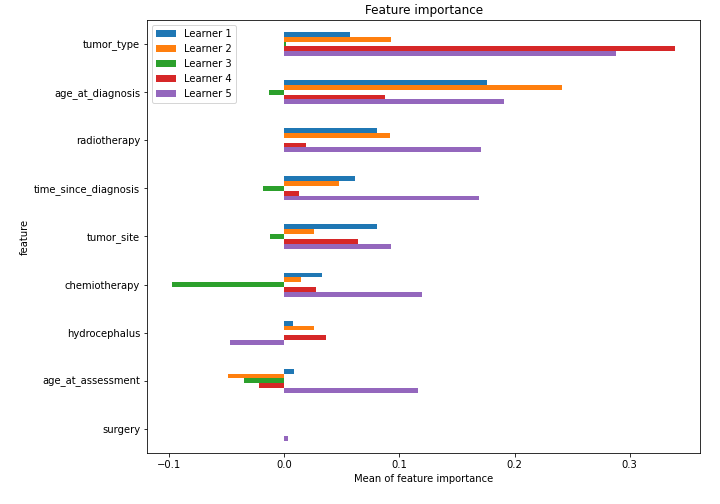 Feature importance
Learner 1
Learner 2
Learner 3
Learner 4
Learner 5
tumor_type
age_at_diagnosis
radiotherapy
time_since_diagnosis
tumor_site
chemiotherapy
hydrocephalus
age_at_assessment
surgery
feature
−0.1 0.0 0.1 0.2 0.3
Mean of feature importance